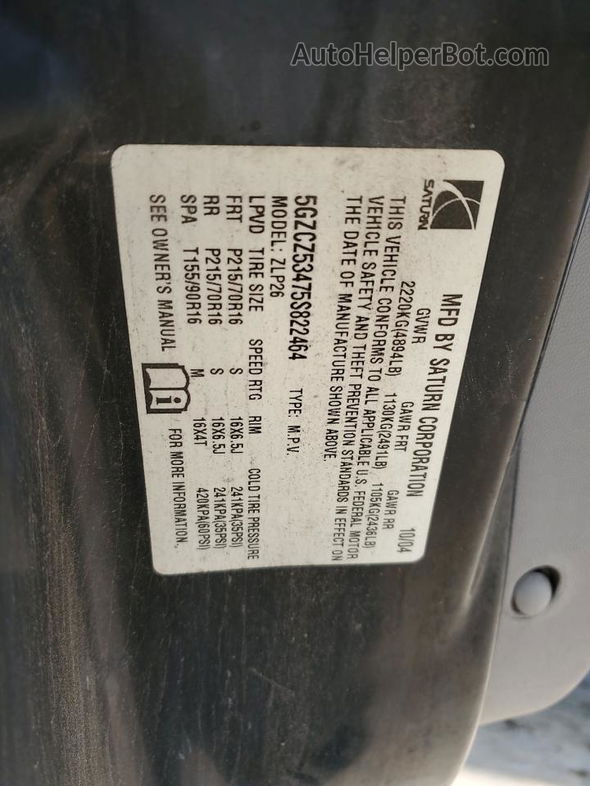 AutoHelperBot.com
SATURN
MFD BY SATURN CORPORATION 10/04
GVWR GAWR FRT GAWR RR
2220KG(4894LB) 1130KG(2491LB) 1105KG(2436LB)
THIS VEHICLE CONFORMS TO ALL APPLICABLE U.S. FEDERAL MOTOR
VEHICLE SAFETY AND THEFT PREVENTION STANDARDS IN EFFECT ON
THE DATE OF MANUFACTURE SHOWN ABOVE.
5GZCZ53475S822464 TYPE: M.P.V.
MODEL: ZLP26
LPVD TIRE SIZE SPEED RTG RIM COLD TIRE PRESSURE
FRT P215/70R16 S 16X6.5J 241KPA(35PSI)
RR P215/70R16 S 16X6.5J 241KPA(35PSI)
SPA T155/90R16 M 16X4T 420KPA(60PSI)
SEE OWNER'S MANUAL i FOR MORE INFORMATION.